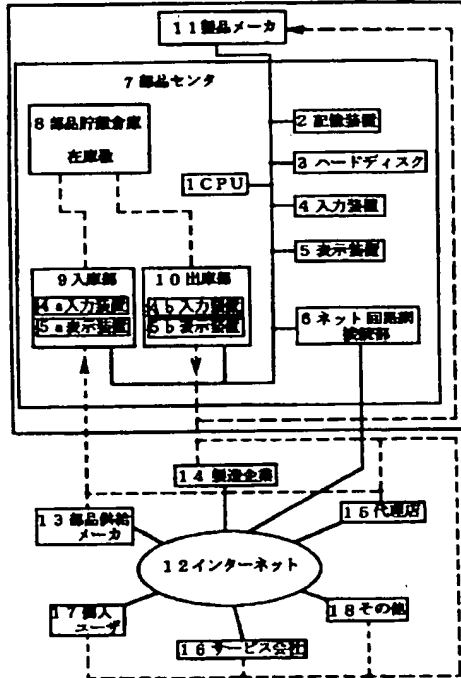 11製品メーカ
7部品センタ
8部品貯蔵倉庫
在庫数
2記憶装置
3ハードディスク
1CPU
4入力装置
5表示装置
9入庫部
4a入力装置
5a表示装置
10出庫部
4b入力装置
5b表示装置
6ネット回路網
接続部
14製造企業
13部品供給
メーカ
15代理店
12インターネット
17個人
ユーザ
18その他
16サービス会社